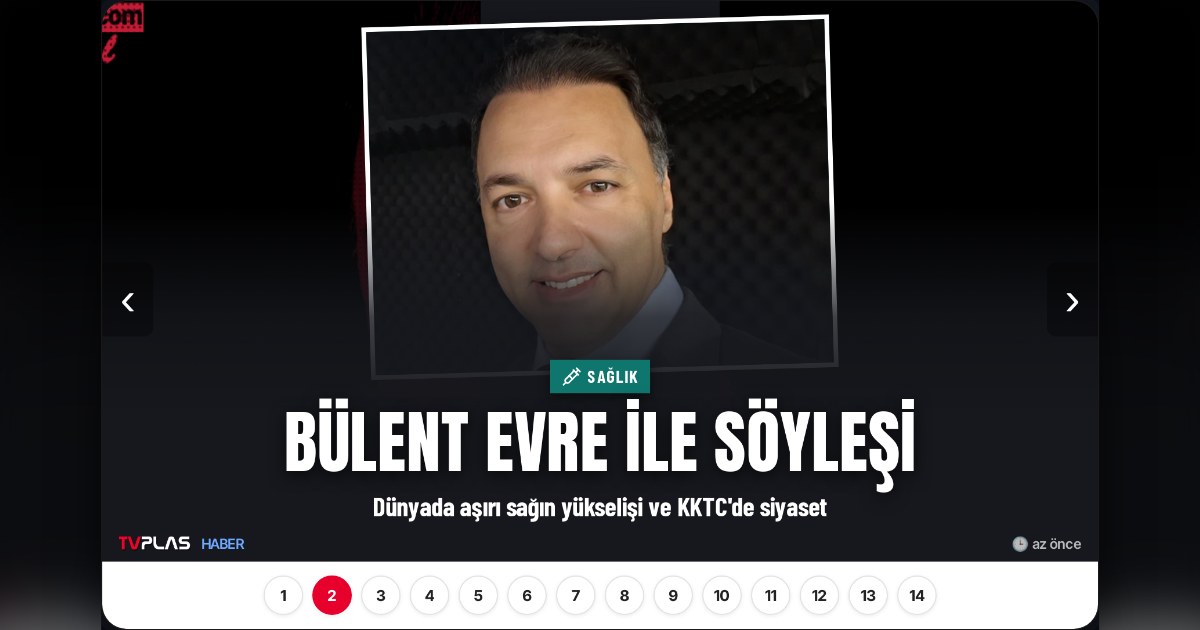 .com
SAĞLIK
BÜLENT EVRE İLE SÖYLEŞİ
Dünyada aşırı sağın yükselişi ve KKTC'de siyaset
TVPLAS HABER
az önce
1 2 3 4 5 6 7 8 9 10 11 12 13 14